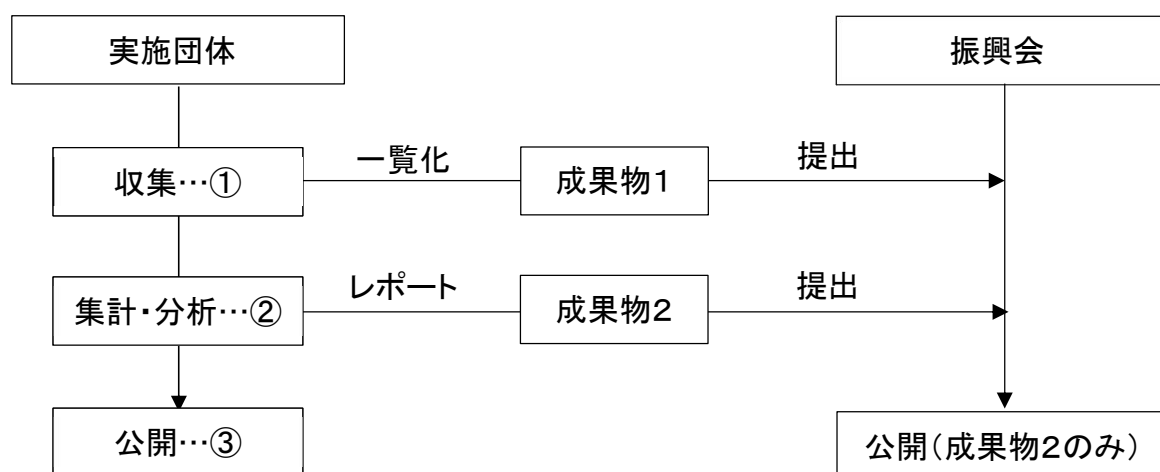 実施団体
振興会
収集…①
一覧化
成果物1
提出
集計・分析…②
レポート
成果物2
提出
公開…③
公開(成果物2のみ)